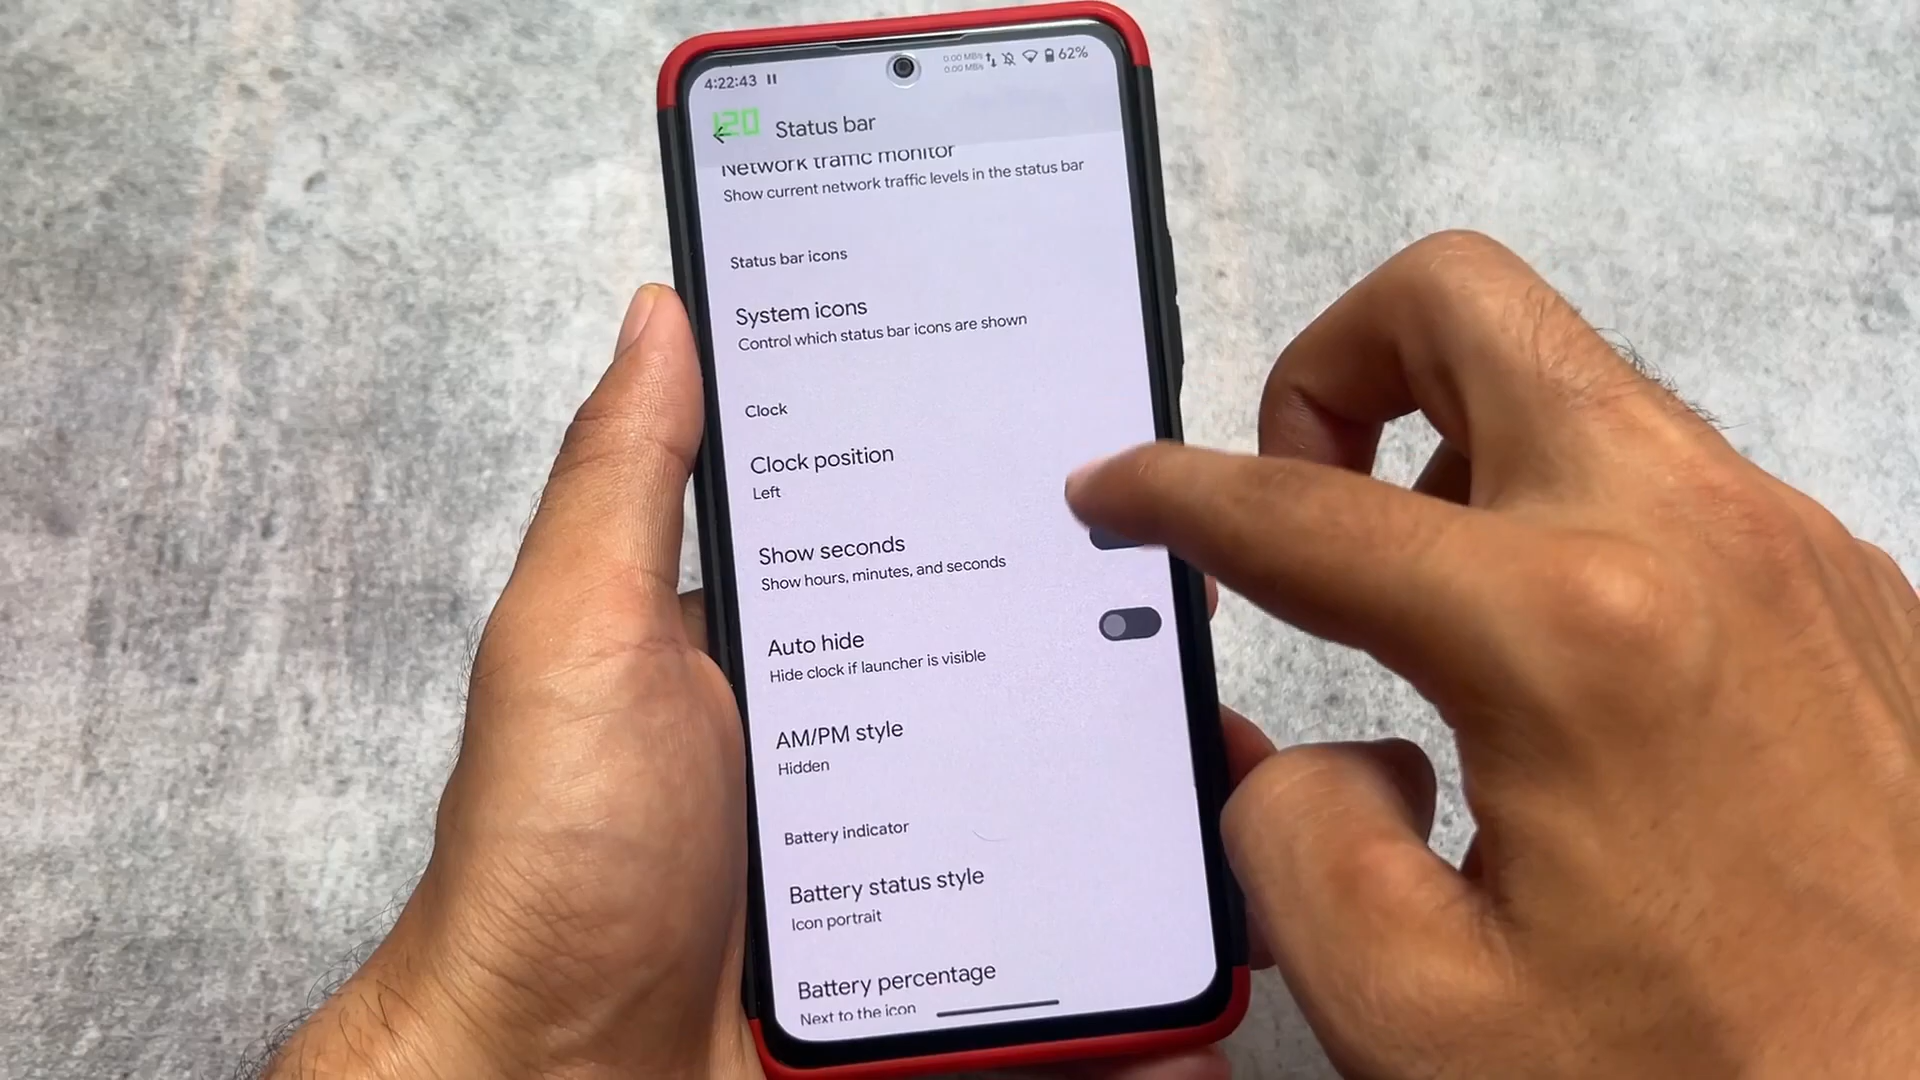 4:22:43
0.00 MB/s
0.00 MB/s
62%
120
Status bar
Network traffic monitor
Show current network traffic levels in the status bar
Status bar icons
System icons
Control which status bar icons are shown
Clock
Clock position
Left
Show seconds
Show hours, minutes, and seconds
Auto hide
Hide clock if launcher is visible
AM/PM style
Hidden
Battery indicator
Battery status style
Icon portrait
Battery percentage
Next to the icon